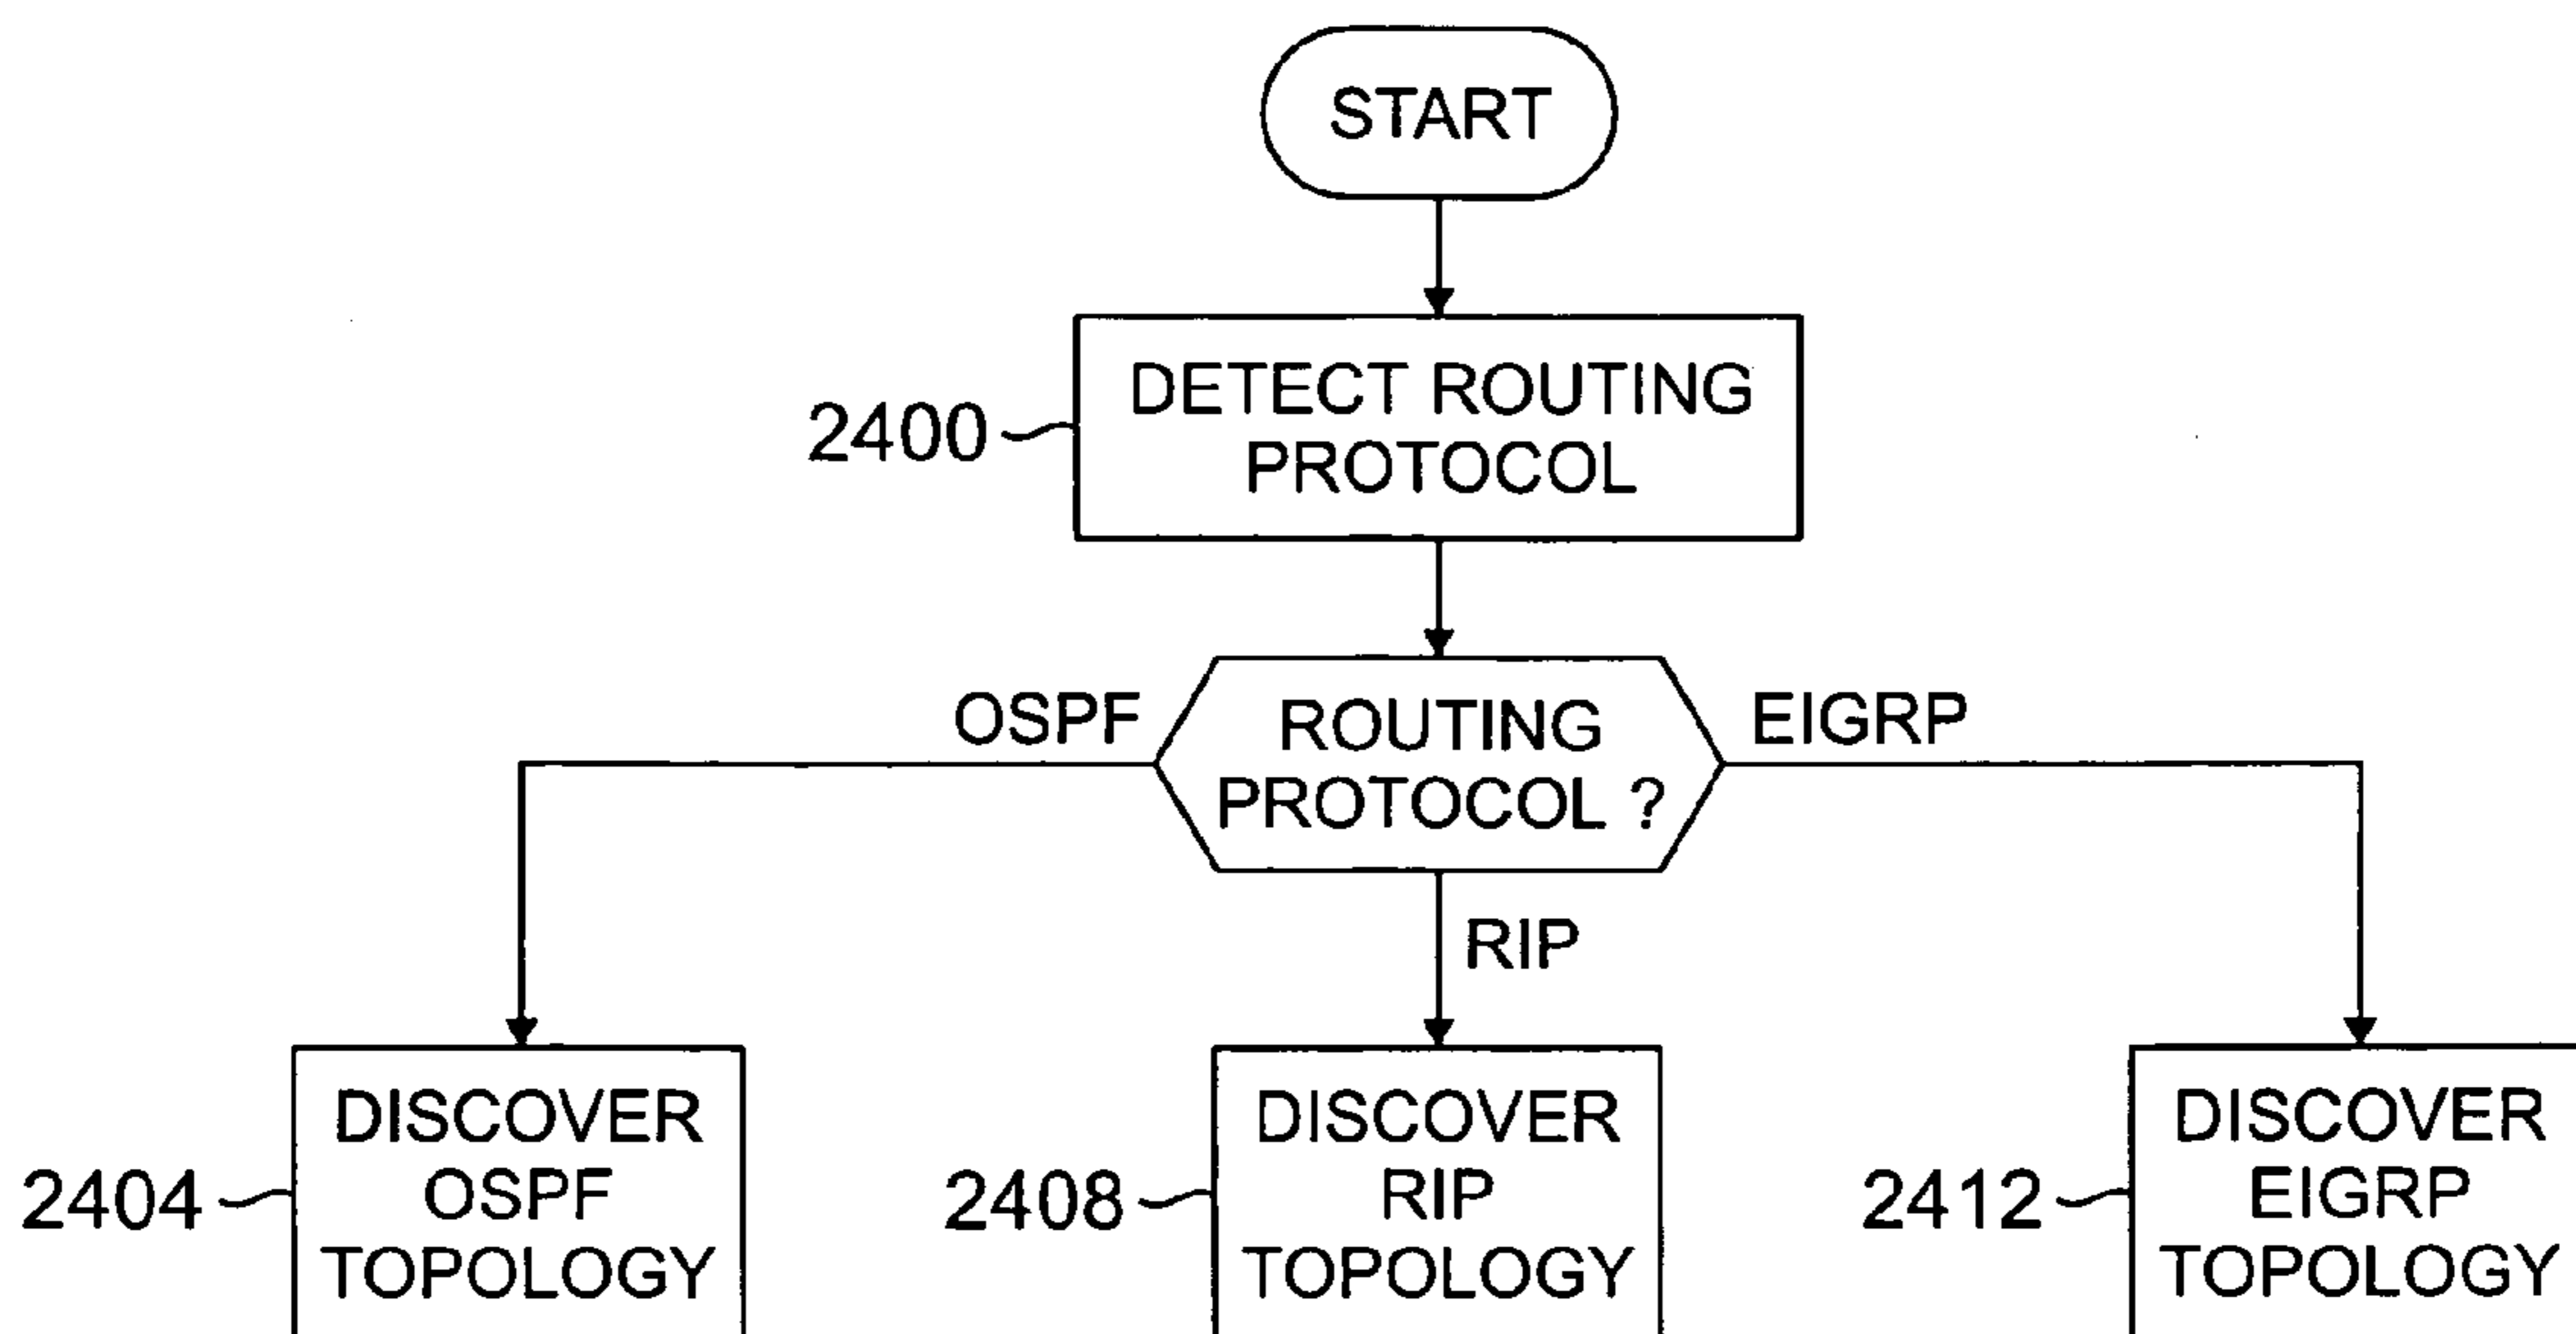 START
2400
DETECT ROUTING
PROTOCOL
OSPF
ROUTING
PROTOCOL ?
EIGRP
RIP
2404
DISCOVER
OSPF
TOPOLOGY
2408
DISCOVER
RIP
TOPOLOGY
2412
DISCOVER
EIGRP
TOPOLOGY